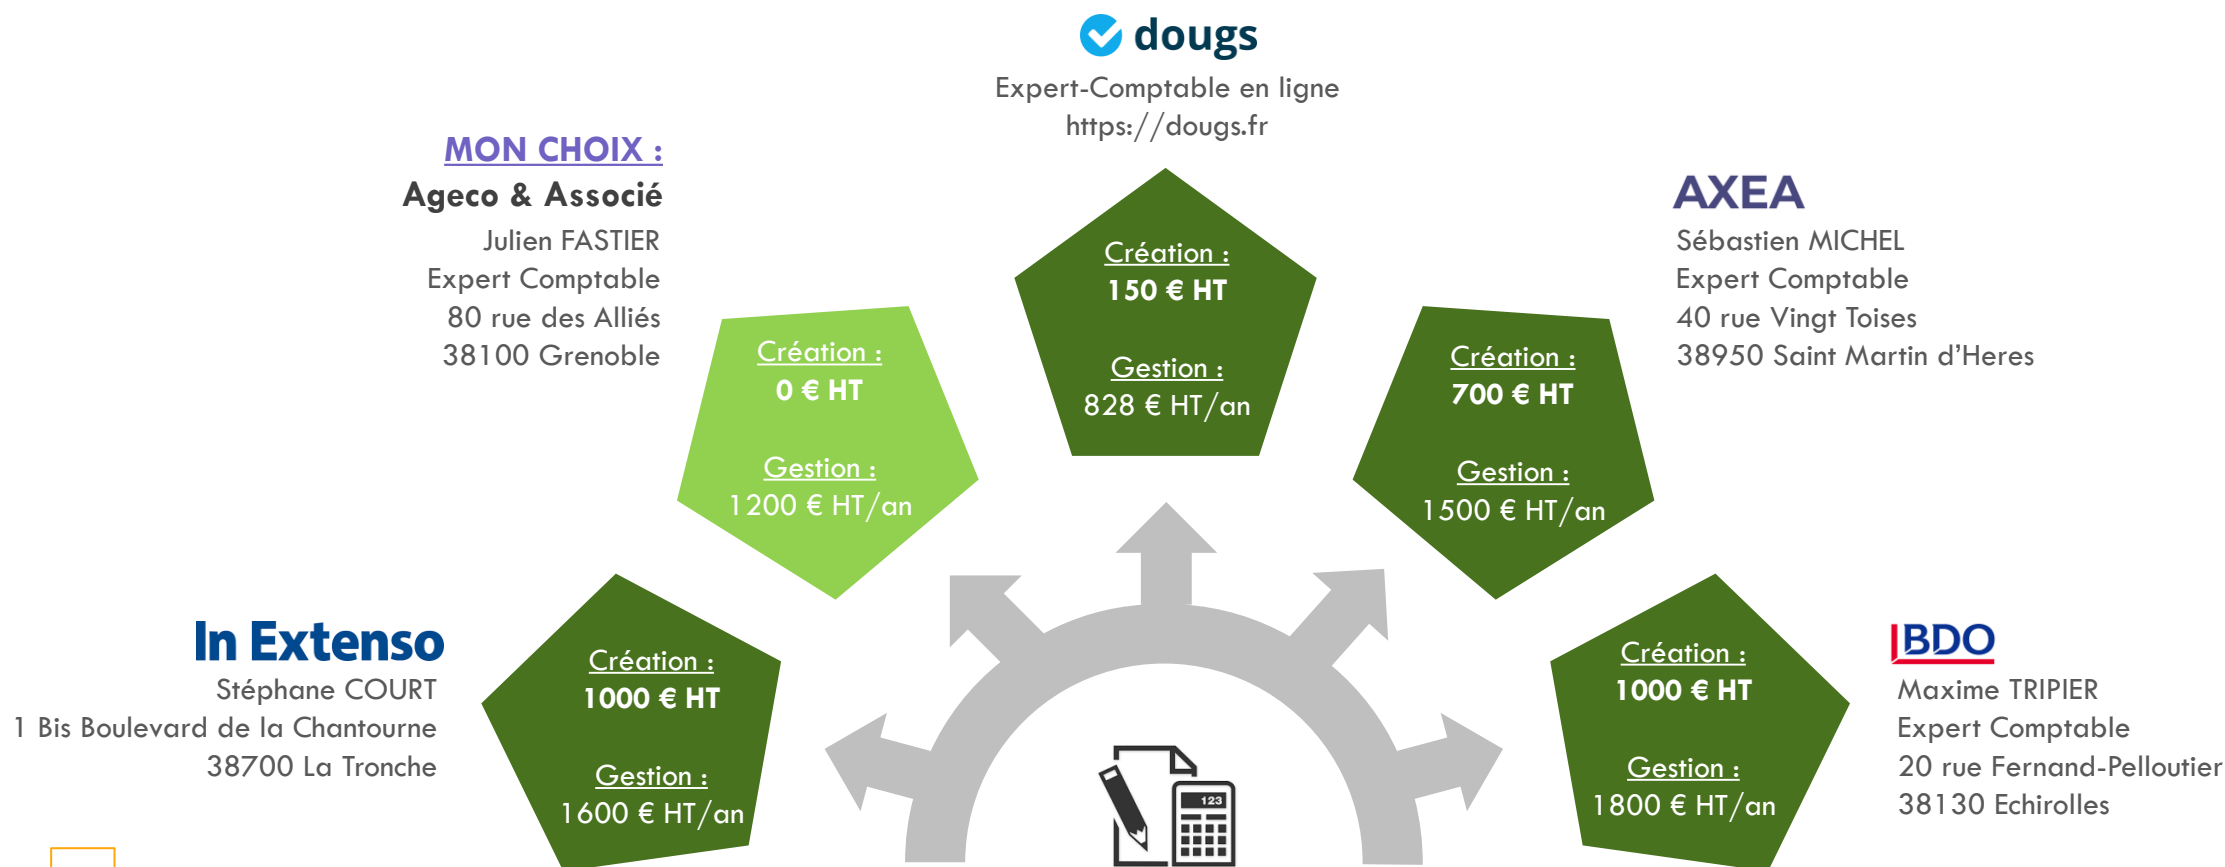 dougs
Expert-Comptable en ligne
https://dougs.fr
MON CHOIX :
Ageco & Associé
Julien FASTIER
Expert Comptable
80 rue des Alliés
38100 Grenoble
Création :
0 € HT
Gestion :
1200 € HT/an
Création :
150 € HT
Gestion :
828 € HT/an
AXEA
Sébastien MICHEL
Expert Comptable
40 rue Vingt Toises
38950 Saint Martin d’Heres
Création :
700 € HT
Gestion :
1500 € HT/an
In Extenso
Stéphane COURT
1 Bis Boulevard de la Chantourne
38700 La Tronche
Création :
1000 € HT
Gestion :
1600 € HT/an
123
Création :
1000 € HT
Gestion :
1800 € HT/an
BDO
Maxime TRIPIER
Expert Comptable
20 rue Fernand-Pelloutier
38130 Echirolles